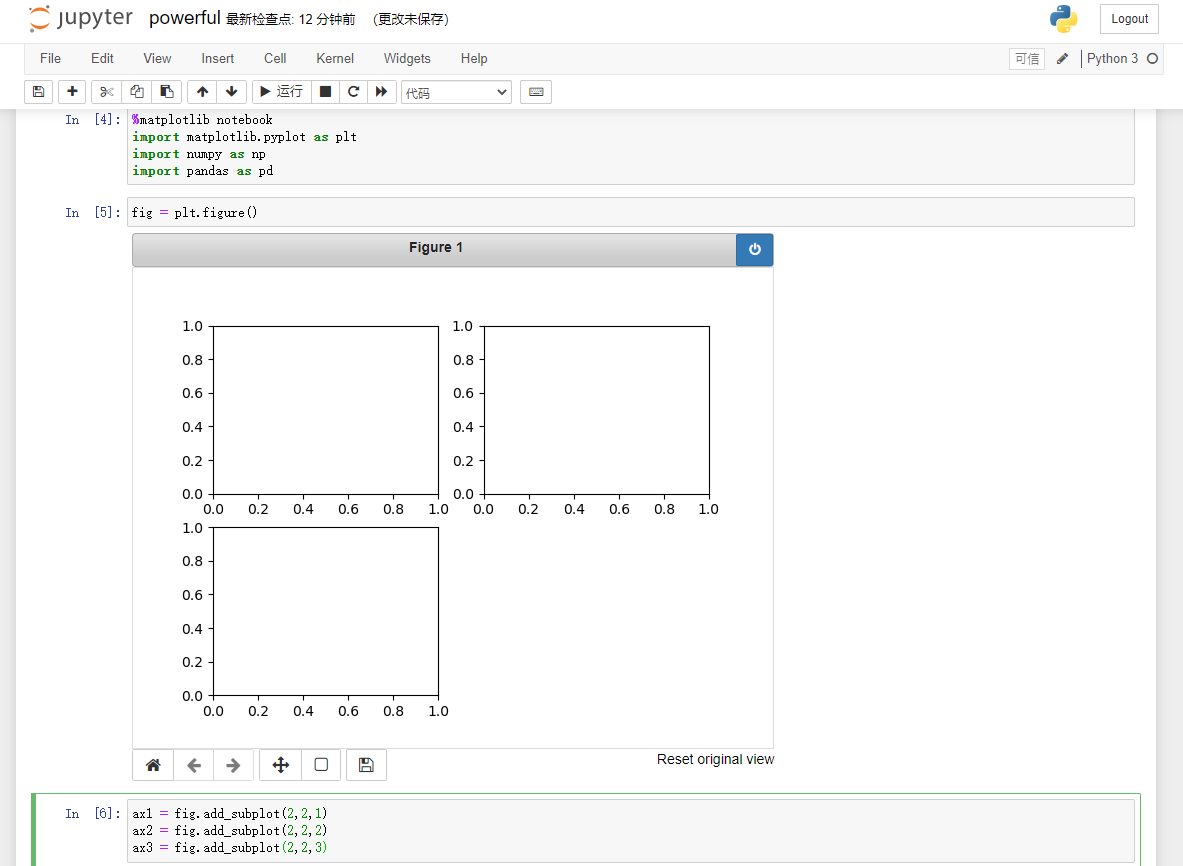 jupyter powerful 最新检查点: 12 分钟前 (更改未保存) Logout
File Edit View Insert Cell Kernel Widgets Help 可信 Python 3
运行 代码
In [4]: %matplotlib notebook
import matplotlib.pyplot as plt
import numpy as np
import pandas as pd
In [5]: fig = plt.figure()
Figure 1
1.0 1.0
0.8 0.8
0.6 0.6
0.4 0.4
0.2 0.2
0.0 0.0
0.0 0.2 0.4 0.6 0.8 1.0 0.0 0.2 0.4 0.6 0.8 1.0
1.0
0.8
0.6
0.4
0.2
0.0
0.0 0.2 0.4 0.6 0.8 1.0
Reset original view
In [6]: ax1 = fig.add_subplot(2,2,1)
ax2 = fig.add_subplot(2,2,2)
ax3 = fig.add_subplot(2,2,3)